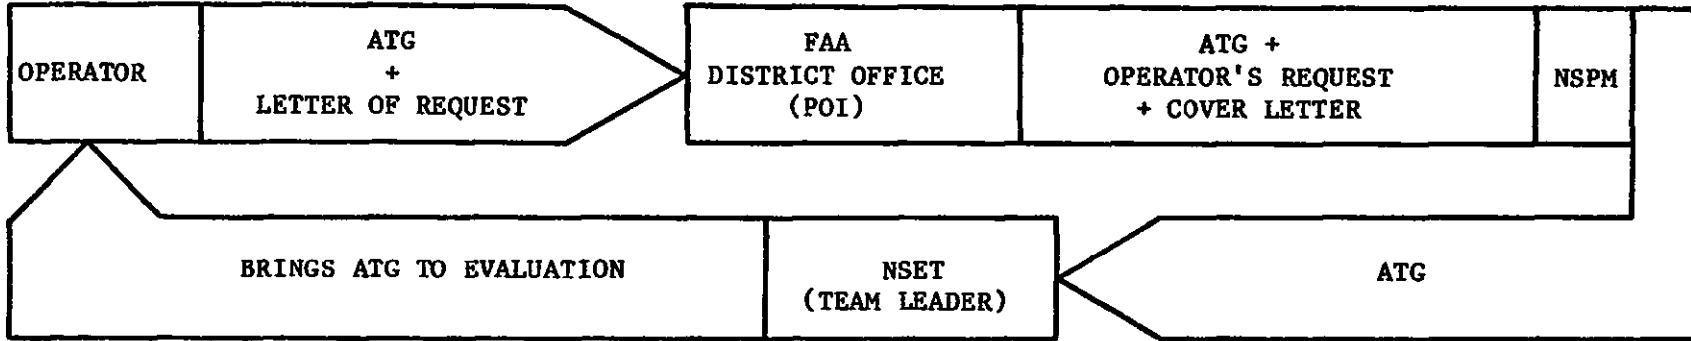 OPERATOR
ATG
+
LETTER OF REQUEST
FAA
DISTRICT OFFICE
(POI)
ATG +
OPERATOR'S REQUEST
+ COVER LETTER
NSPM
BRINGS ATG TO EVALUATION
NSET
(TEAM LEADER)
ATG